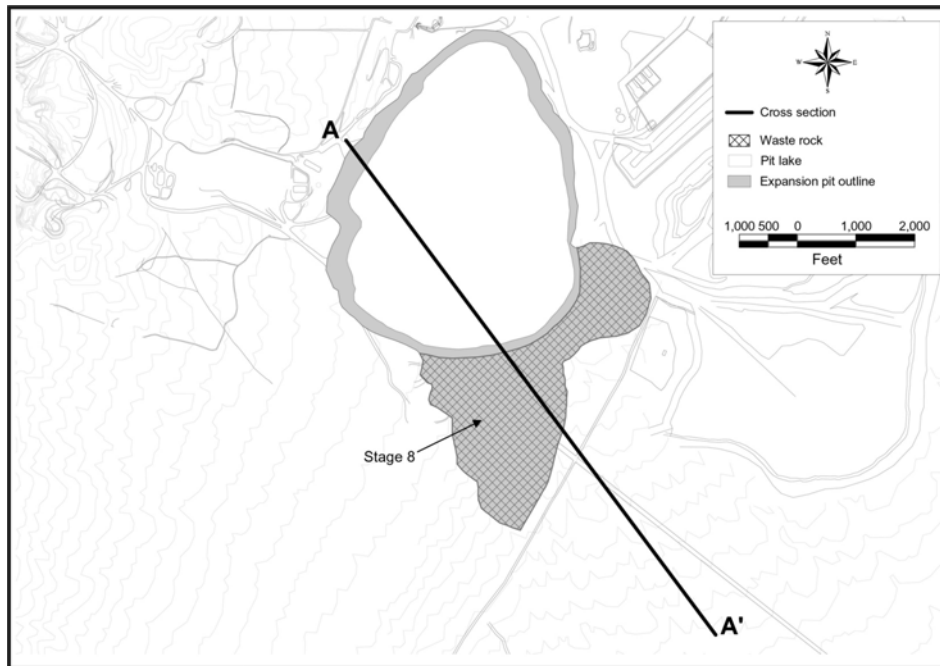 N
W E
S
Cross section
Waste rock
Pit lake
Expansion pit outline
1,000 500 0 1,000 2,000
Feet
A
Stage 8
A'